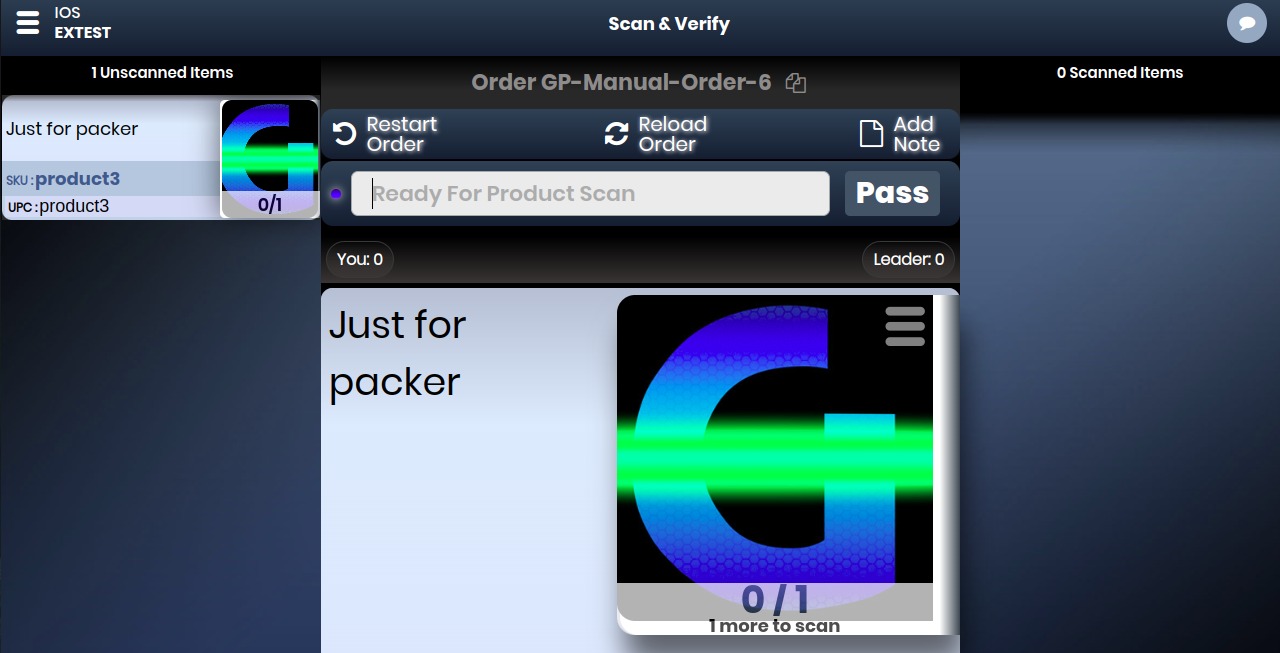 IOS
EXTEST
Scan & Verify
1 Unscanned Items
Order GP-Manual-Order-6
0 Scanned Items
Just for packer
SKU: product3
UPC: product3
0/1
Restart
Order
Reload
Order
Add
Note
Ready For Product Scan
Pass
You: 0
Leader: 0
Just for
packer
G
0 / 1
1 more to scan